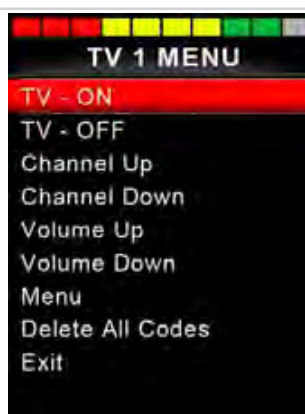 TV 1 MENU
TV - ON
TV - OFF
Channel Up
Channel Down
Volume Up
Volume Down
Menu
Delete All Codes
Exit